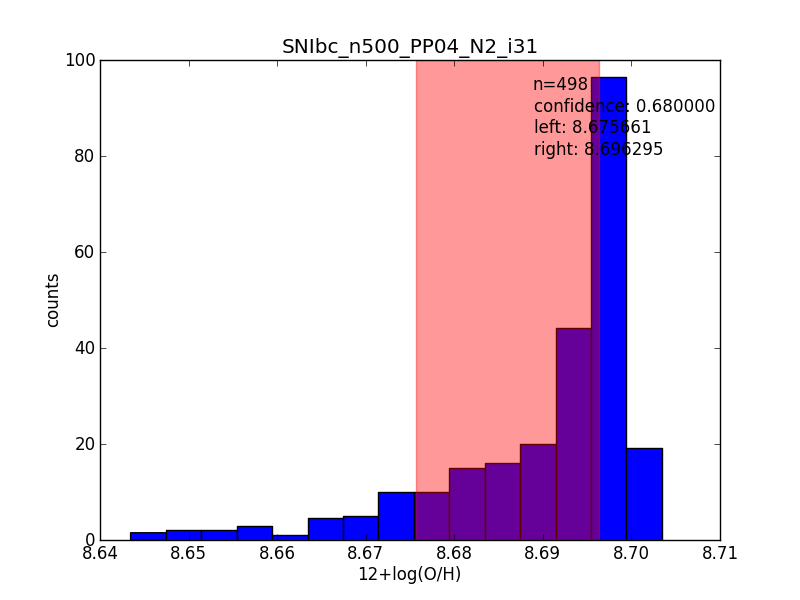 SNIbc_n500_PP04_N2_i31
100
80
60
40
20
0
counts
n=498
confidence: 0.680000
left: 8.675661
right: 8.696295
8.64 8.65 8.66 8.67 8.68 8.69 8.70 8.71
12+log(O/H)